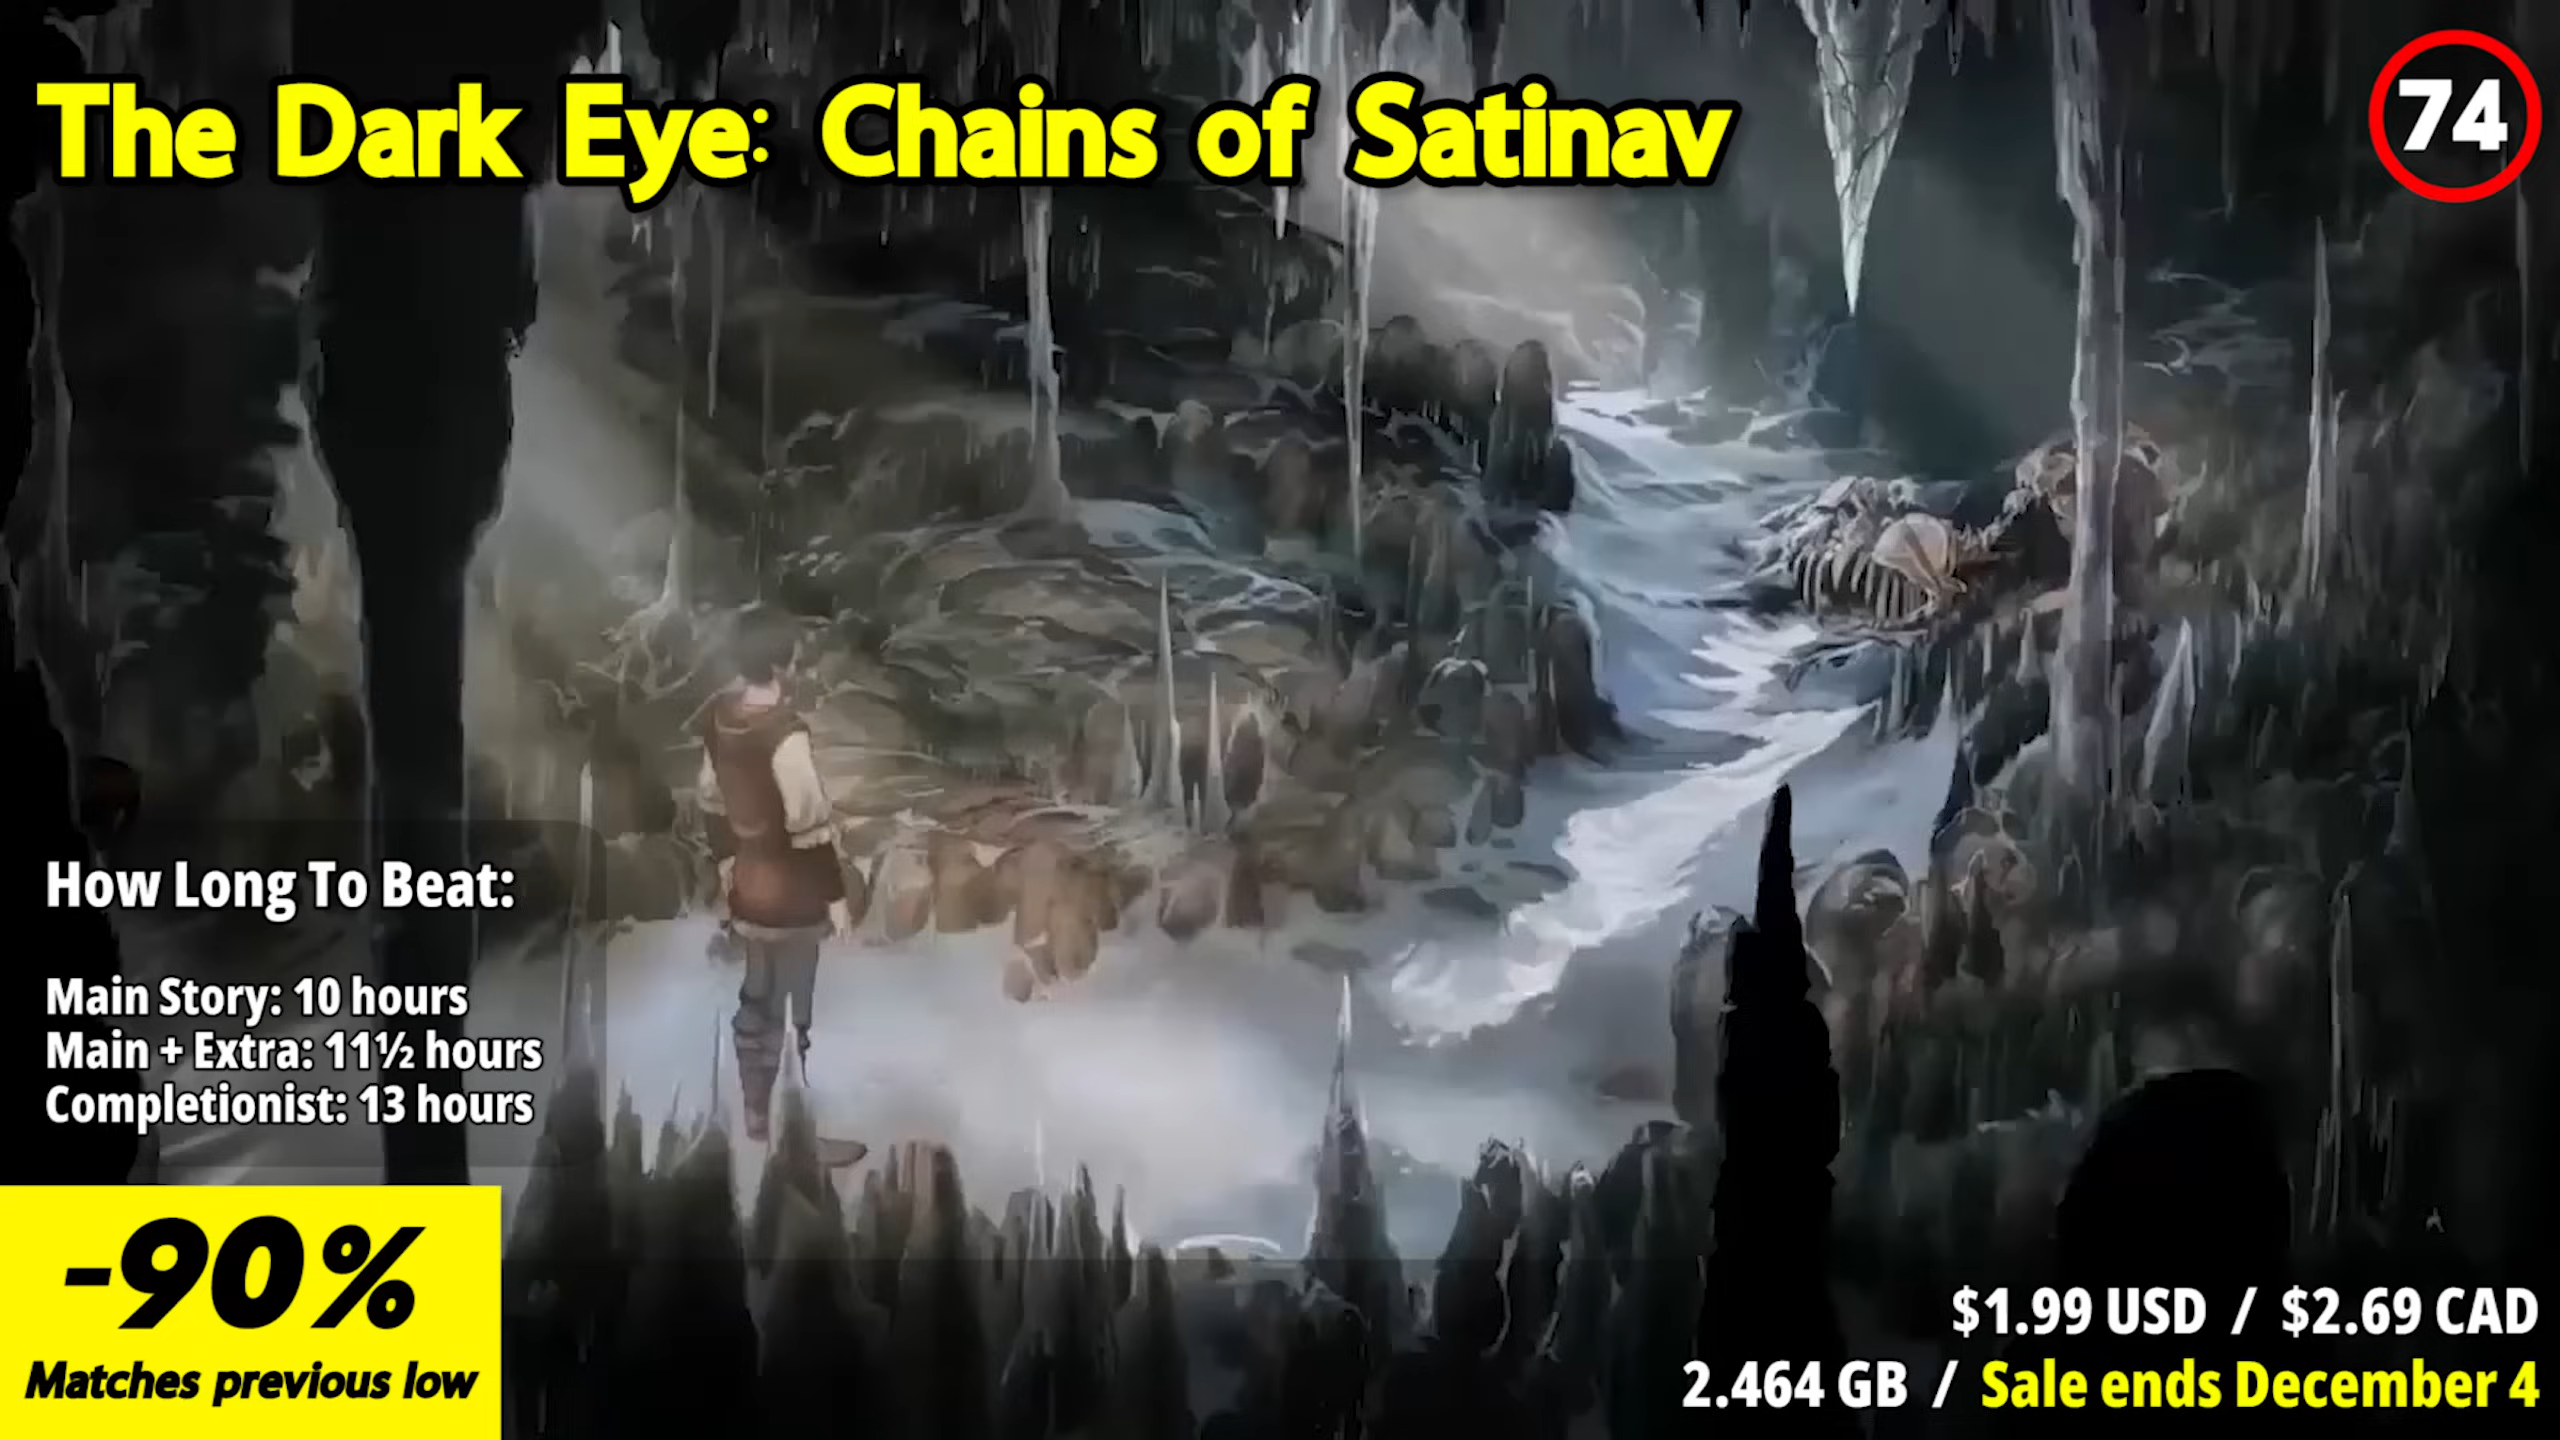 The Dark Eye: Chains of Satinav
74
How Long To Beat:
Main Story: 10 hours
Main + Extra: 11½ hours
Completionist: 13 hours
-90%
Matches previous low
$1.99 USD / $2.69 CAD
2.464 GB / Sale ends December 4